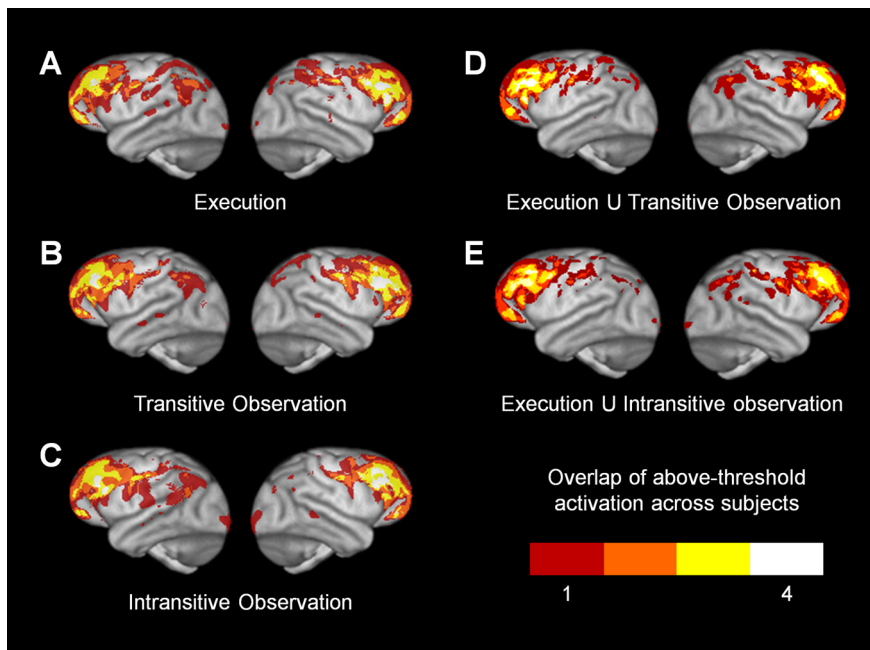 A
Execution
B
Transitive Observation
C
Intransitive Observation
D
Execution U Transitive Observation
E
Execution U Intransitive observation
Overlap of above-threshold
activation across subjects
1 4